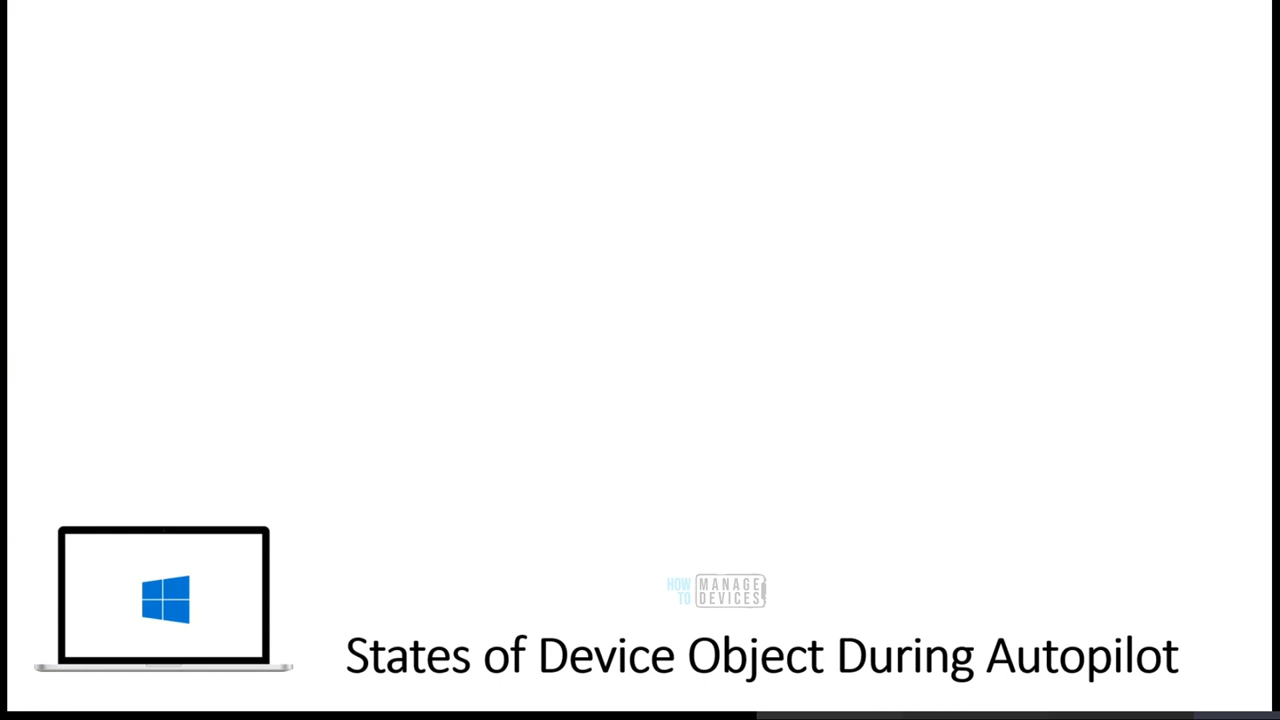 HOW TO MANAGE DEVICES
States of Device Object During Autopilot